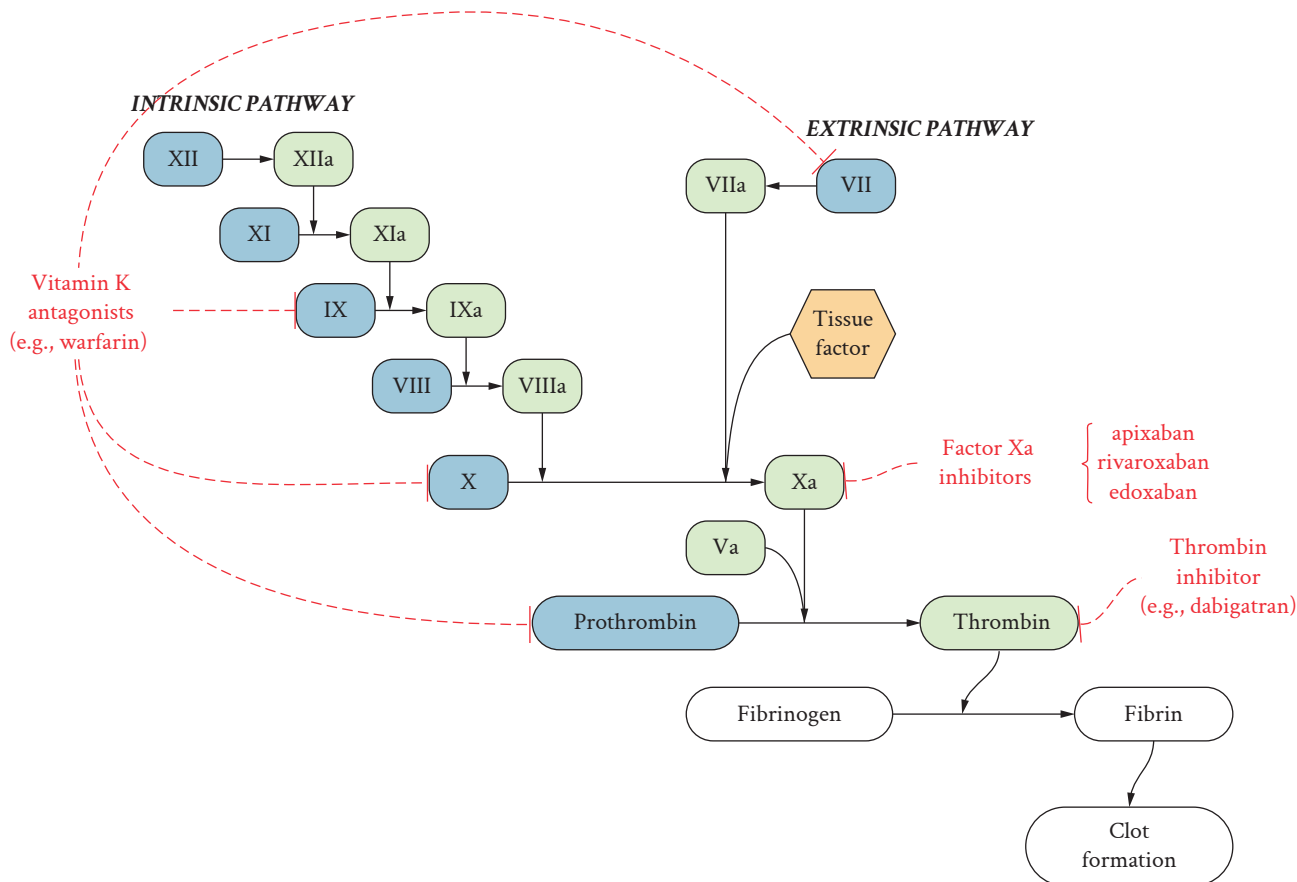 INTRINSIC PATHWAY
EXTRINSIC PATHWAY
XII
XIIa
VIIa
VII
XI
XIa
Vitamin K
antagonists
(e.g., warfarin)
IX
IXa
Tissue
factor
VIII
VIIIa
X
Xa
Factor Xa
inhibitors
apixaban
rivaroxaban
edoxaban
Va
Thrombin
inhibitor
(e.g., dabigatran)
Prothrombin
Thrombin
Fibrinogen
Fibrin
Clot
formation